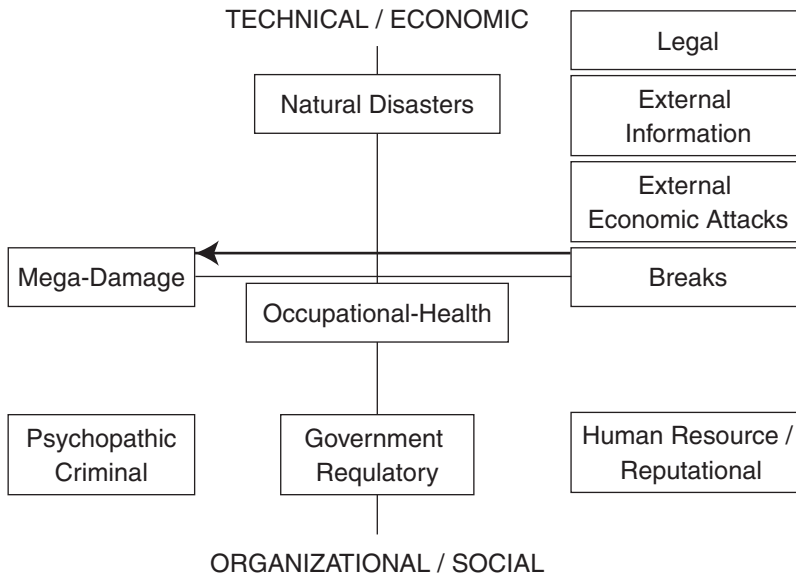 TECHNICAL / ECONOMIC
Legal
Natural Disasters
External
Information
External
Economic Attacks
Mega-Damage
Breaks
Occupational-Health
Psychopathic
Criminal
Government
Requlatory
Human Resource /
Reputational
ORGANIZATIONAL / SOCIAL